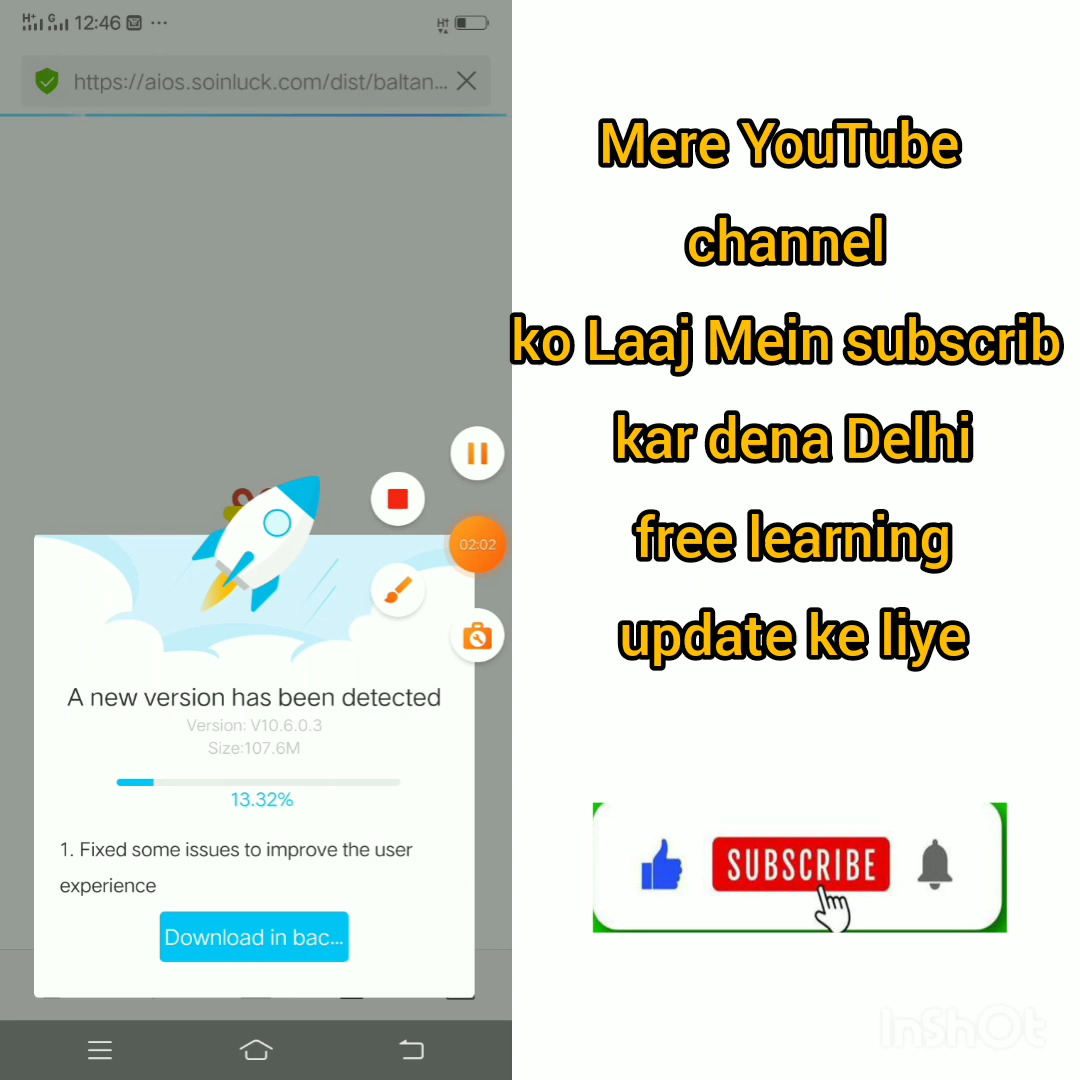 H+ G 12:46 ...
H↑
https://aios.soinluck.com/dist/baltan...
02:02
A new version has been detected
Version: V10.6.0.3
Size:107.6M
13.32%
1. Fixed some issues to improve the user
experience
Download in bac...
Mere YouTube
channel
ko Laaj Mein subscrib
kar dena Delhi
free learning
update ke liye
SUBSCRIBE
InShOt